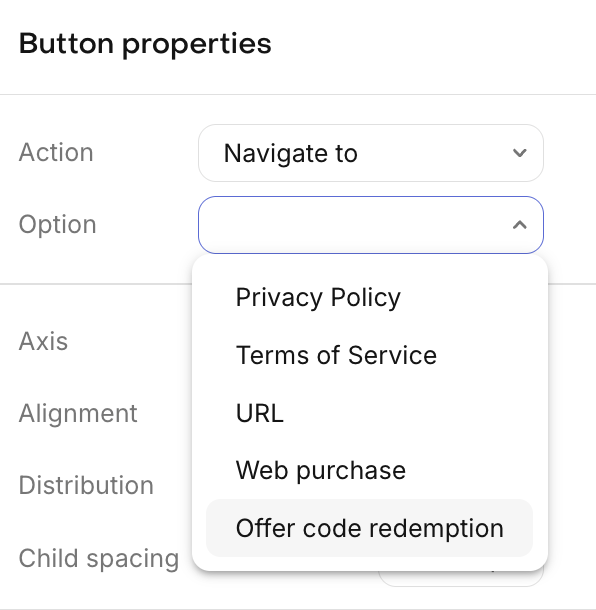 Button properties
Action
Navigate to
Option
Privacy Policy
Terms of Service
URL
Web purchase
Offer code redemption
Axis
Alignment
Distribution
Child spacing